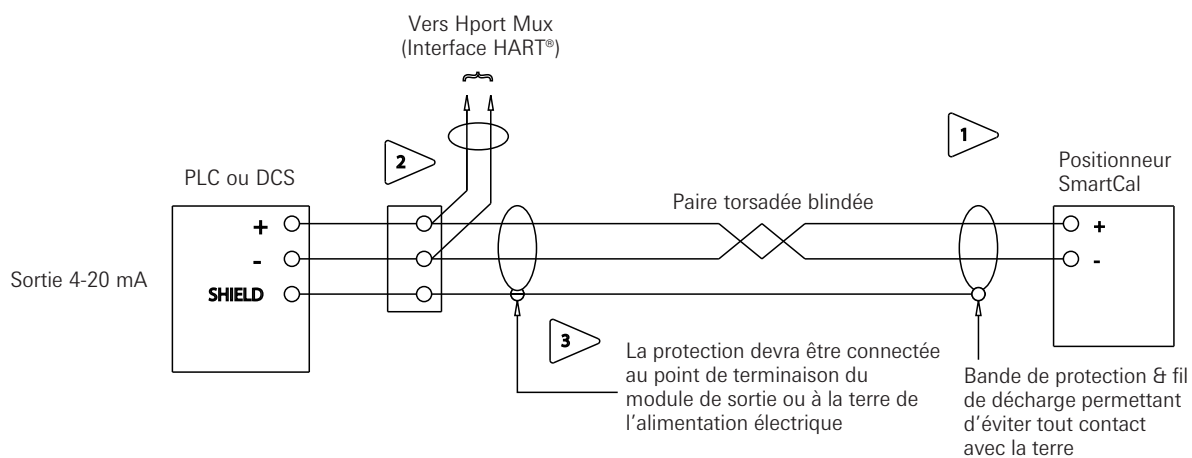 Vers Hport Mux
(Interface HART®)
1
2
Positionneur
SmartCal
PLC ou DCS
Paire torsadée blindée
+
+
-
-
Sortie 4-20 mA
SHIELD
3
La protection devra être connectée
au point de terminaison du
module de sortie ou à la terre de
l'alimentation électrique
Bande de protection & fil
de décharge permettant
d'éviter tout contact
avec la terre